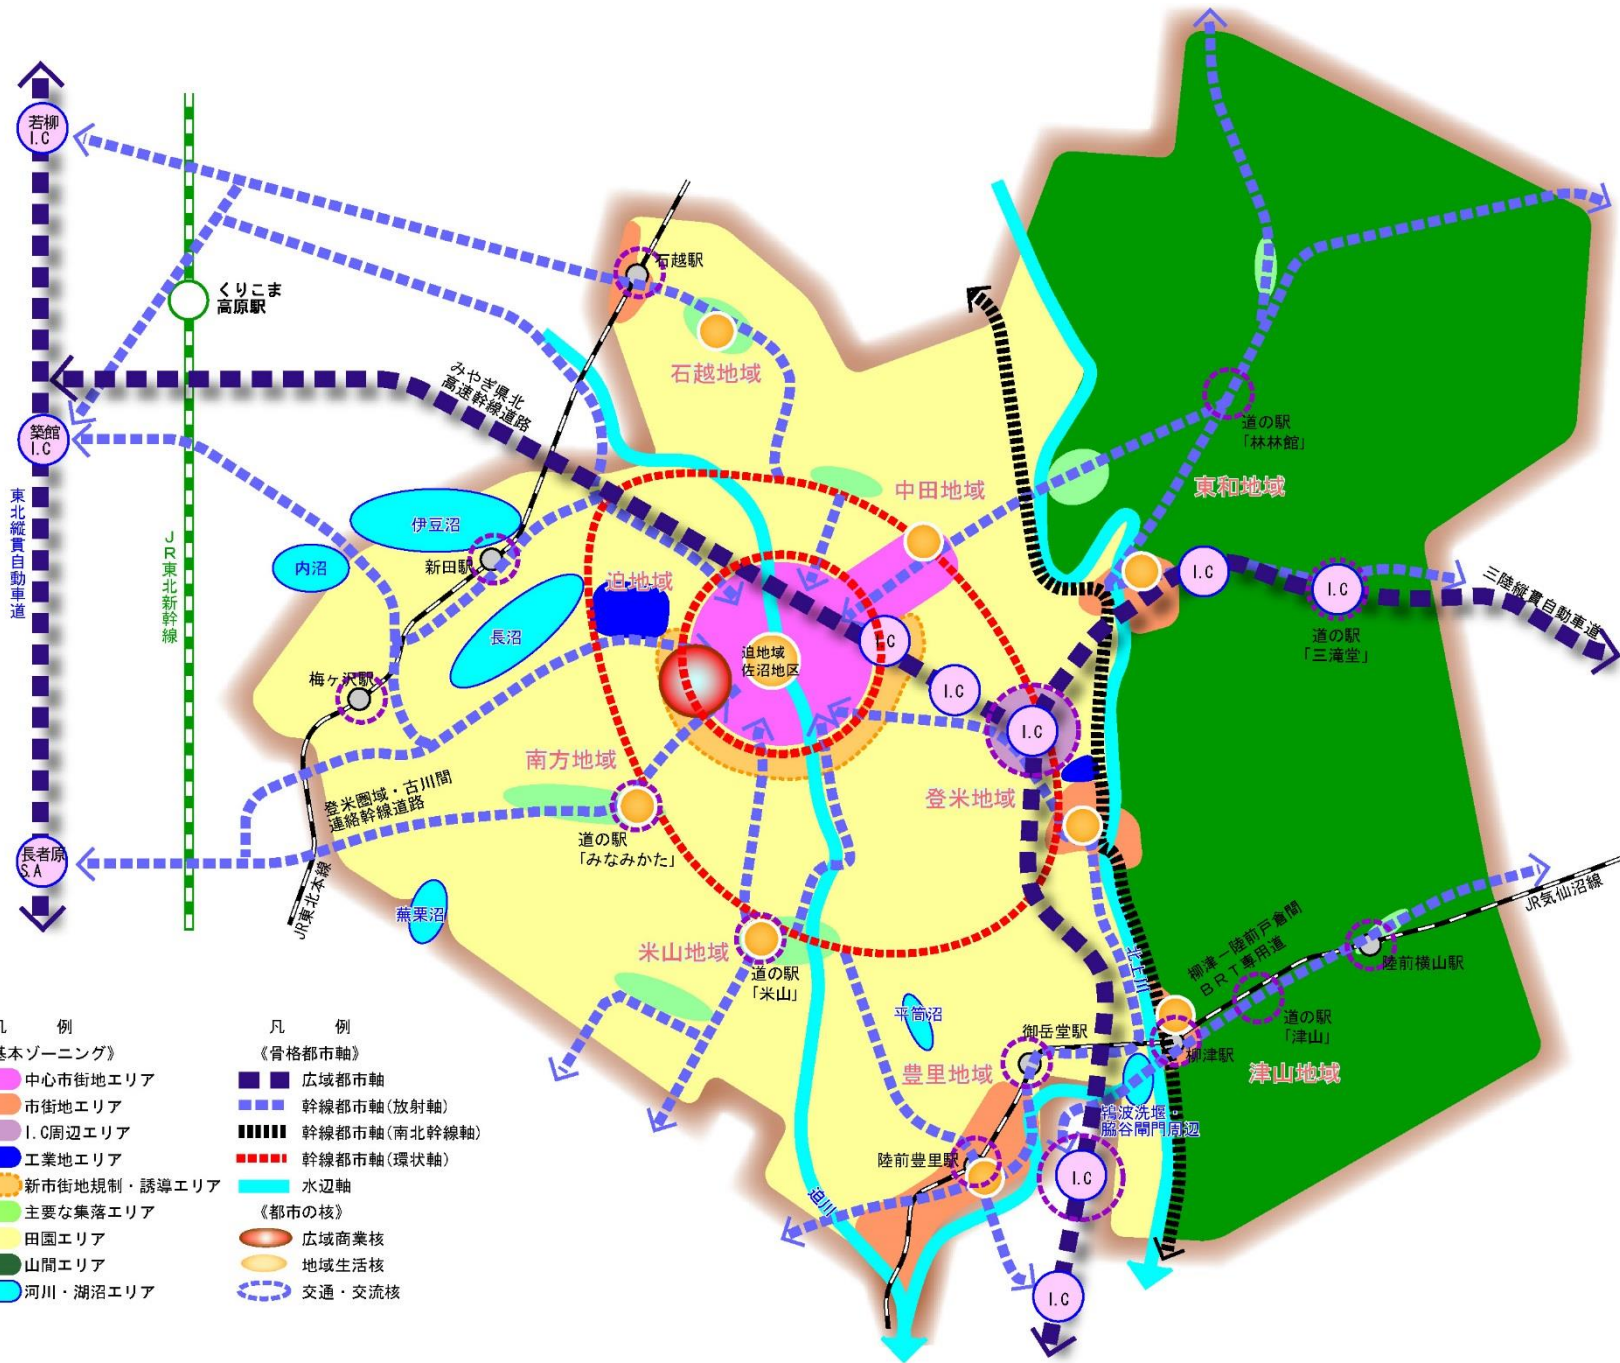 若柳
I.C
くりこま
高原駅
石越駅
石越地域
みやぎ県北
高速幹線道路
築館
I.C
東北縦貫自動車道
JR東北新幹線
伊豆沼
内沼
新田駅
長沼
迫地域
中田地域
道の駅
「林林館」
東和地域
I.C
I.C
三陸縦貫自動車道
道の駅
「三滝堂」
迫地域
佐沼地区
I.C
I.C
I.C
梅ヶ沢駅
南方地域
登米地域
登米圏域・古川間
連絡幹線道路
道の駅
「みなみかた」
長者原
S.A
JR東北本線
蕪栗沼
米山地域
道の駅
「米山」
平筒沼
北上川
柳津ー陸前戸倉間
BRT専用道
JR気仙沼線
陸前横山駅
道の駅
「津山」
御岳堂駅
柳津駅
豊里地域
津山地域
鴇波洗堰・
脇谷閘門周辺
陸前豊里駅
迫川
I.C
I.C
凡 例
基本ゾーニング》
中心市街地エリア
市街地エリア
I.C周辺エリア
工業地エリア
新市街地規制・誘導エリア
主要な集落エリア
田園エリア
山間エリア
河川・湖沼エリア
凡 例
《骨格都市軸》
広域都市軸
幹線都市軸(放射軸)
幹線都市軸(南北幹線軸)
幹線都市軸(環状軸)
水辺軸
《都市の核》
広域商業核
地域生活核
交通・交流核